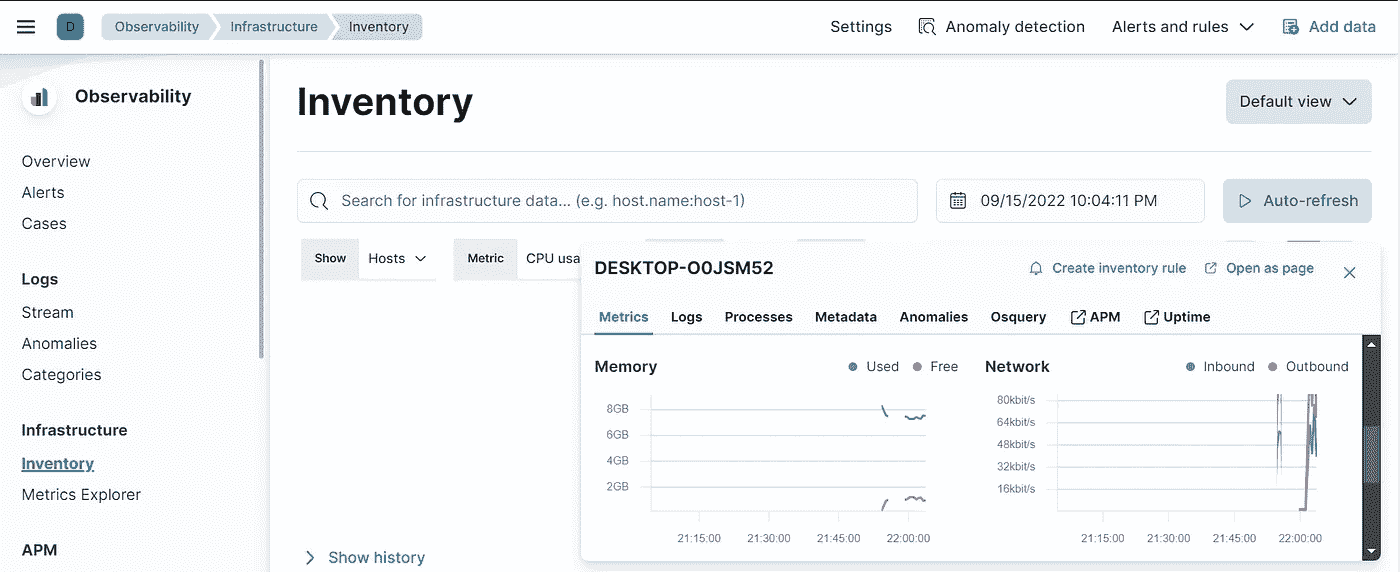 D Observability Infrastructure Inventory Settings Anomaly detection Alerts and rules Add data
Observability
Overview
Alerts
Cases
Logs
Stream
Anomalies
Categories
Infrastructure
Inventory
Metrics Explorer
APM
Inventory
Default view
Search for infrastructure data... (e.g. host.name:host-1)
09/15/2022 10:04:11 PM
Auto-refresh
Show Hosts Metric CPU usa
DESKTOP-O0JSM52
Create inventory rule Open as page
Metrics Logs Processes Metadata Anomalies Osquery APM Uptime
Memory Used Free
8GB
6GB
4GB
2GB
21:15:00 21:30:00 21:45:00 22:00:00
Network Inbound Outbound
80kbit/s
64kbit/s
48kbit/s
32kbit/s
16kbit/s
21:15:00 21:30:00 21:45:00 22:00:00
Show history